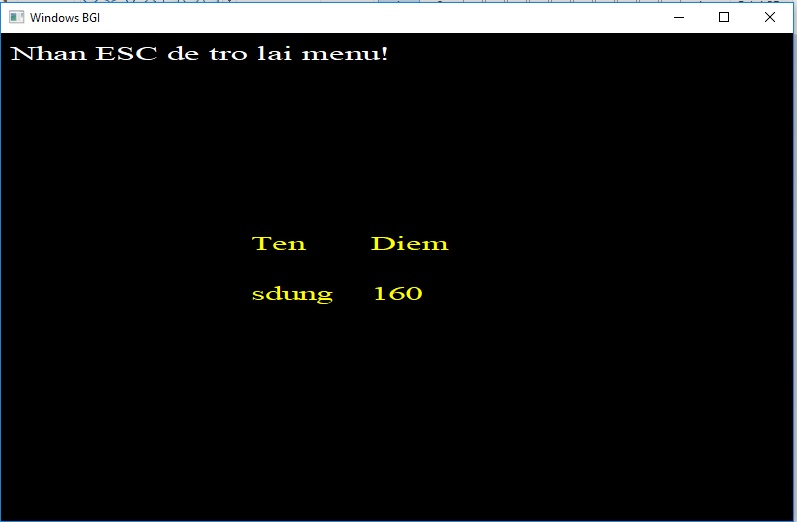 Windows BGI
Nhan ESC de tro lai menu!
Ten Diem
sdung 160